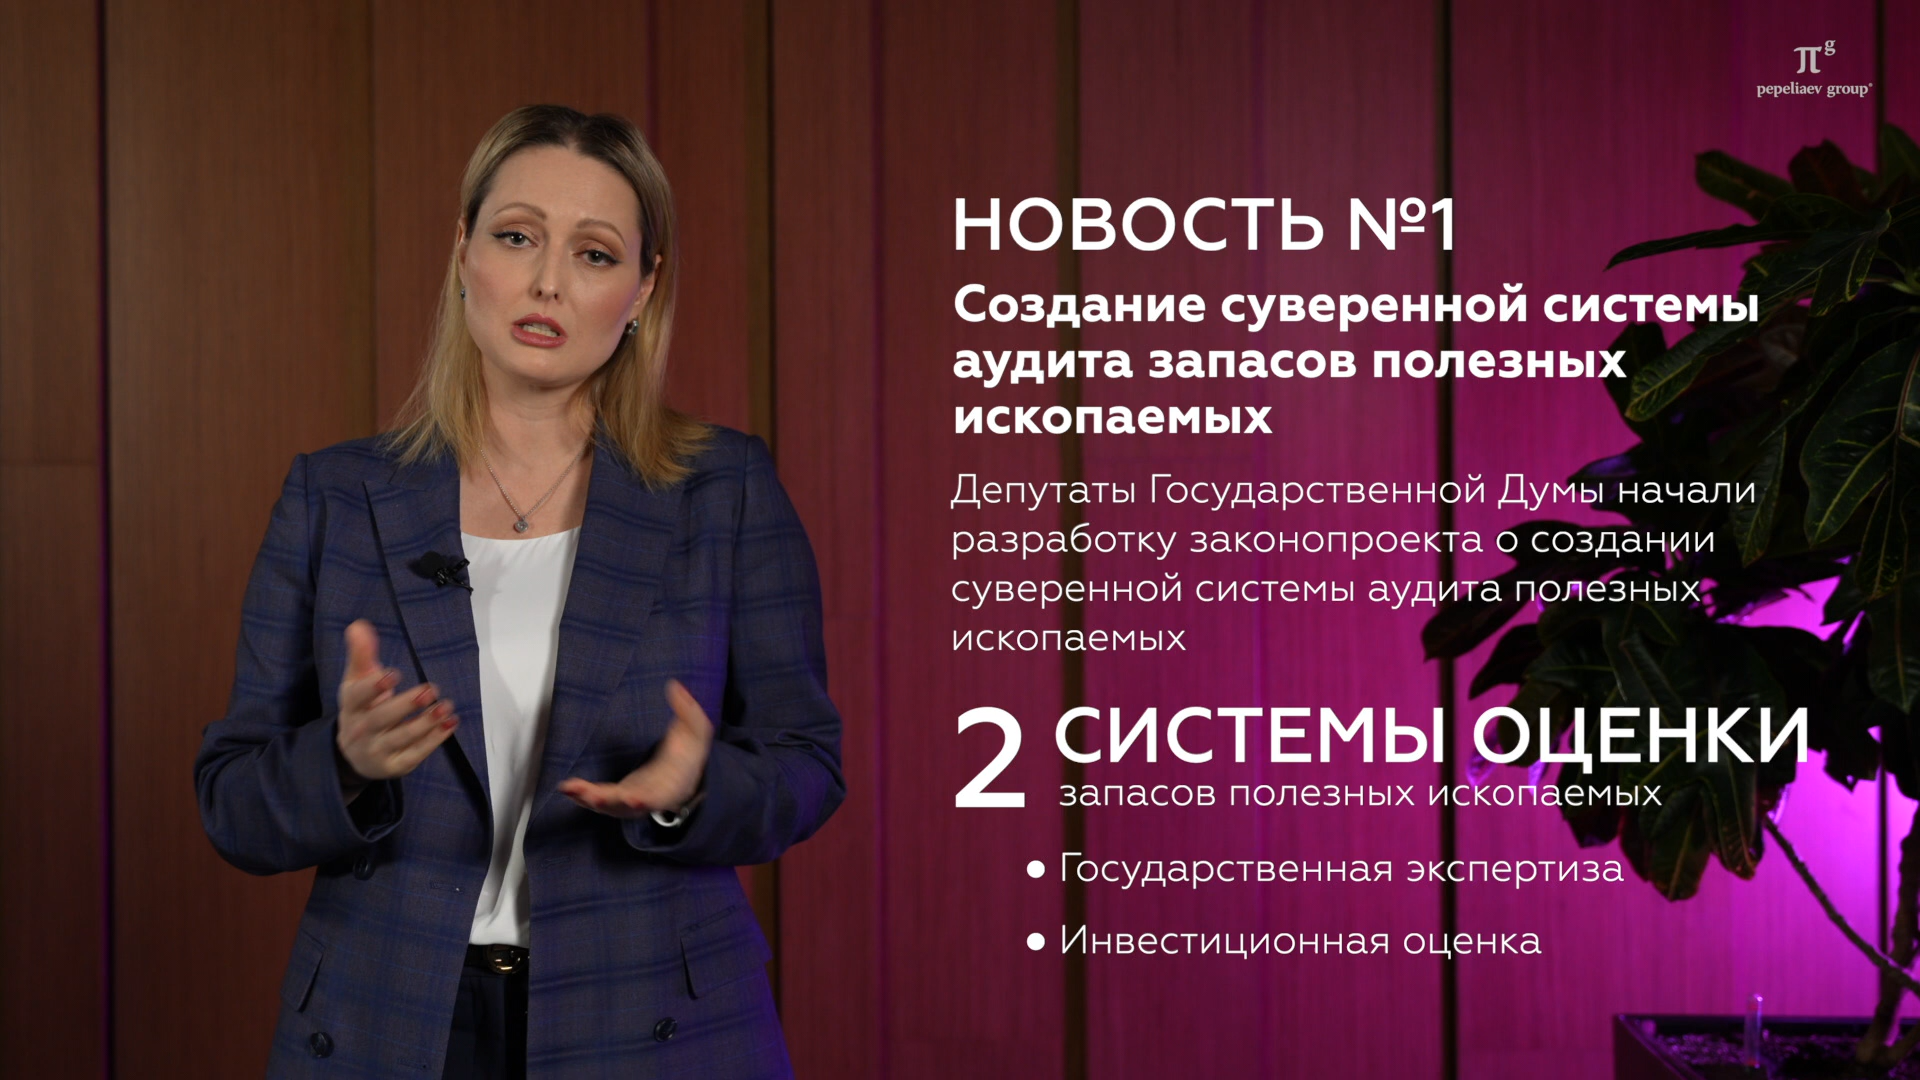 πg
pepeliaev group®
НОВОСТЬ №1
Создание суверенной системы
аудита запасов полезных
ископаемых
Депутаты Государственной Думы начали
разработку законопроекта о создании
суверенной системы аудита полезных
ископаемых
2 СИСТЕМЫ ОЦЕНКИ
запасов полезных ископаемых
• Государственная экспертиза
• Инвестиционная оценка